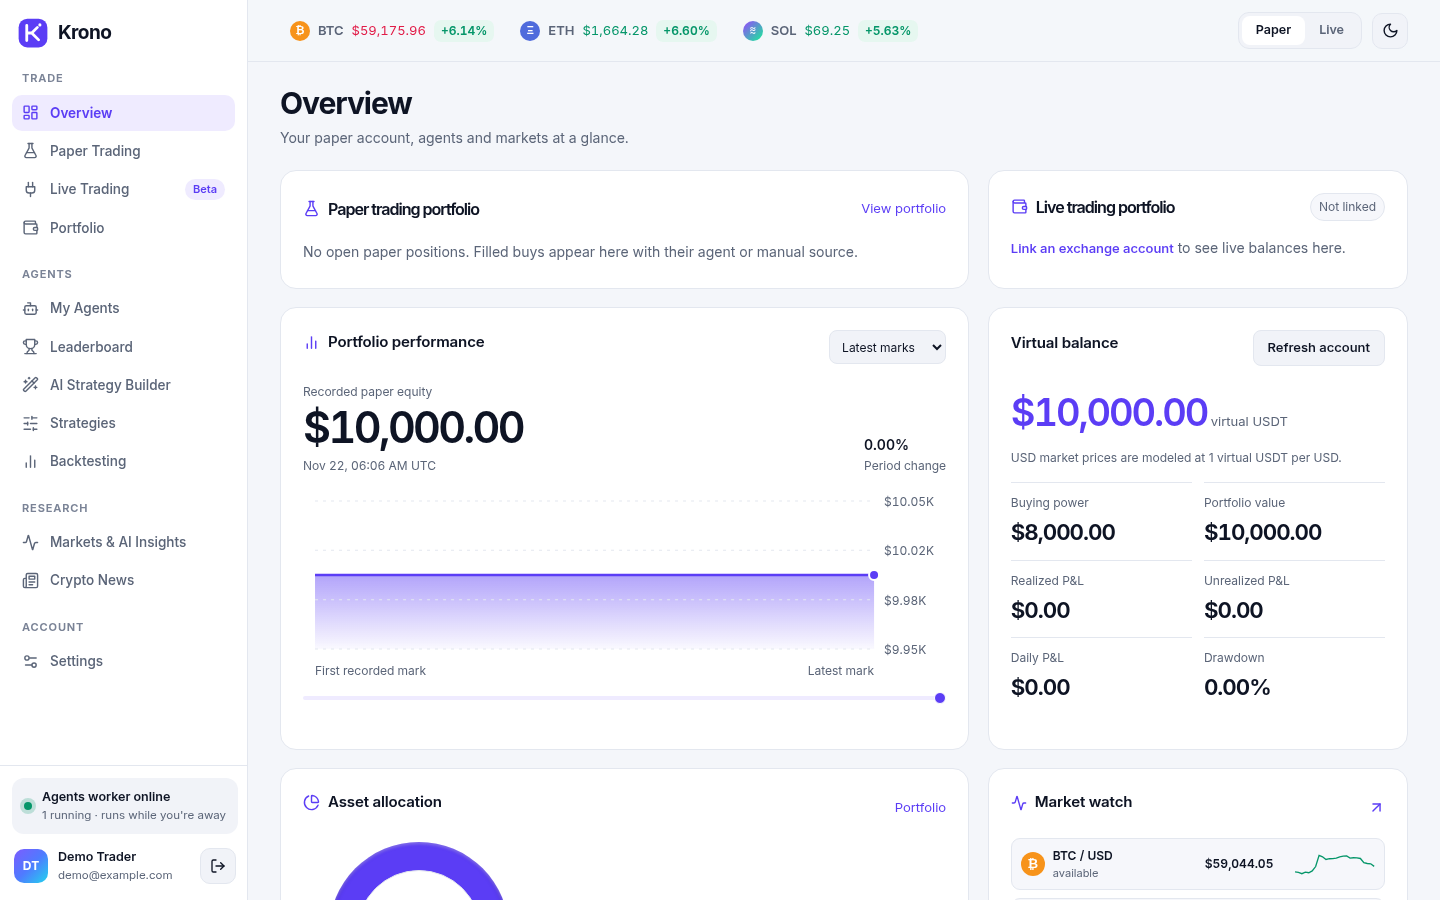 Krono
TRADE
Overview
Paper Trading
Live Trading Beta
Portfolio
AGENTS
My Agents
Leaderboard
AI Strategy Builder
Strategies
Backtesting
RESEARCH
Markets & AI Insights
Crypto News
ACCOUNT
Settings
Agents worker online
1 running · runs while you're away
DT
Demo Trader
demo@example.com
BTC $59,175.96 +6.14% ETH $1,664.28 +6.60% SOL $69.25 +5.63%
Paper Live
Overview
Your paper account, agents and markets at a glance.
Paper trading portfolio View portfolio
No open paper positions. Filled buys appear here with their agent or manual source.
Live trading portfolio Not linked
Link an exchange account to see live balances here.
Portfolio performance Latest marks
Recorded paper equity
$10,000.00
Nov 22, 06:06 AM UTC
0.00%
Period change
$10.05K
$10.02K
$9.98K
$9.95K
First recorded mark Latest mark
Virtual balance Refresh account
$10,000.00 virtual USDT
USD market prices are modeled at 1 virtual USDT per USD.
Buying power Portfolio value
$8,000.00 $10,000.00
Realized P&L Unrealized P&L
$0.00 $0.00
Daily P&L Drawdown
$0.00 0.00%
Asset allocation Portfolio
Market watch
BTC / USD
available
$59,044.05